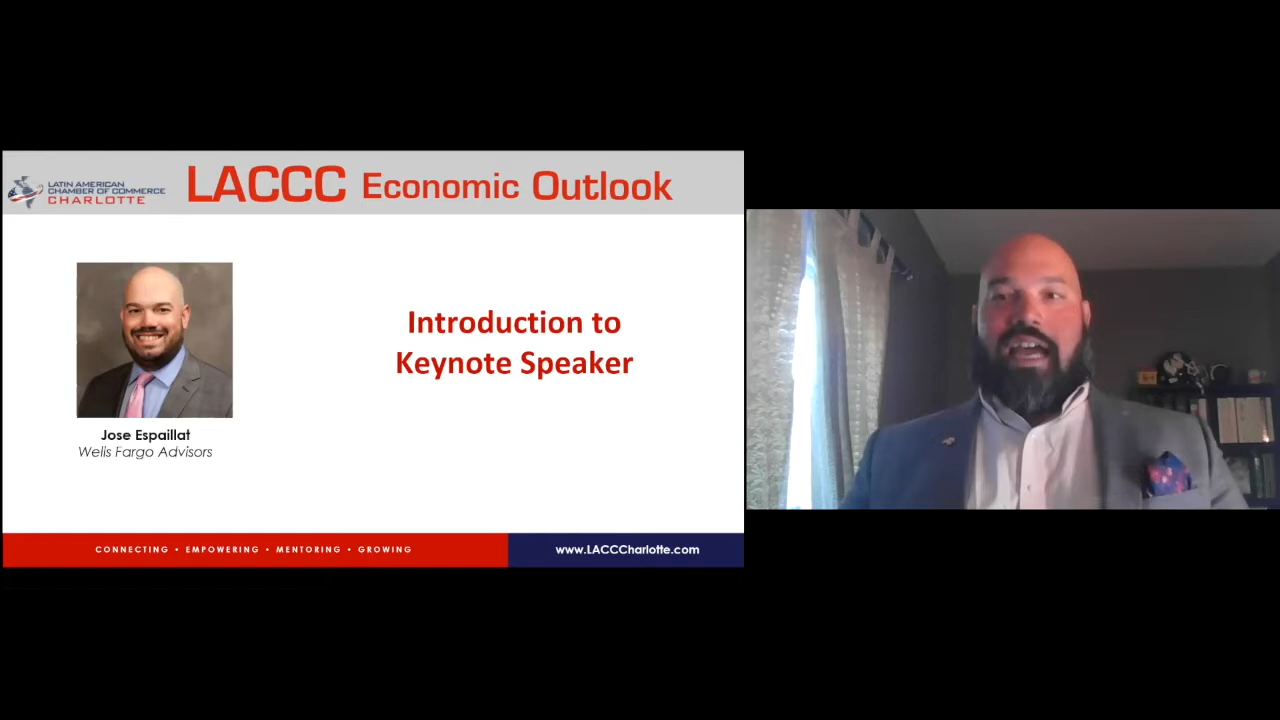 LATIN AMERICAN
CHAMBER OF COMMERCE
CHARLOTTE
LACCC Economic Outlook
Introduction to
Keynote Speaker
Jose Espaillat
Wells Fargo Advisors
CONNECTING • EMPOWERING • MENTORING • GROWING
www.LACCCharlotte.com